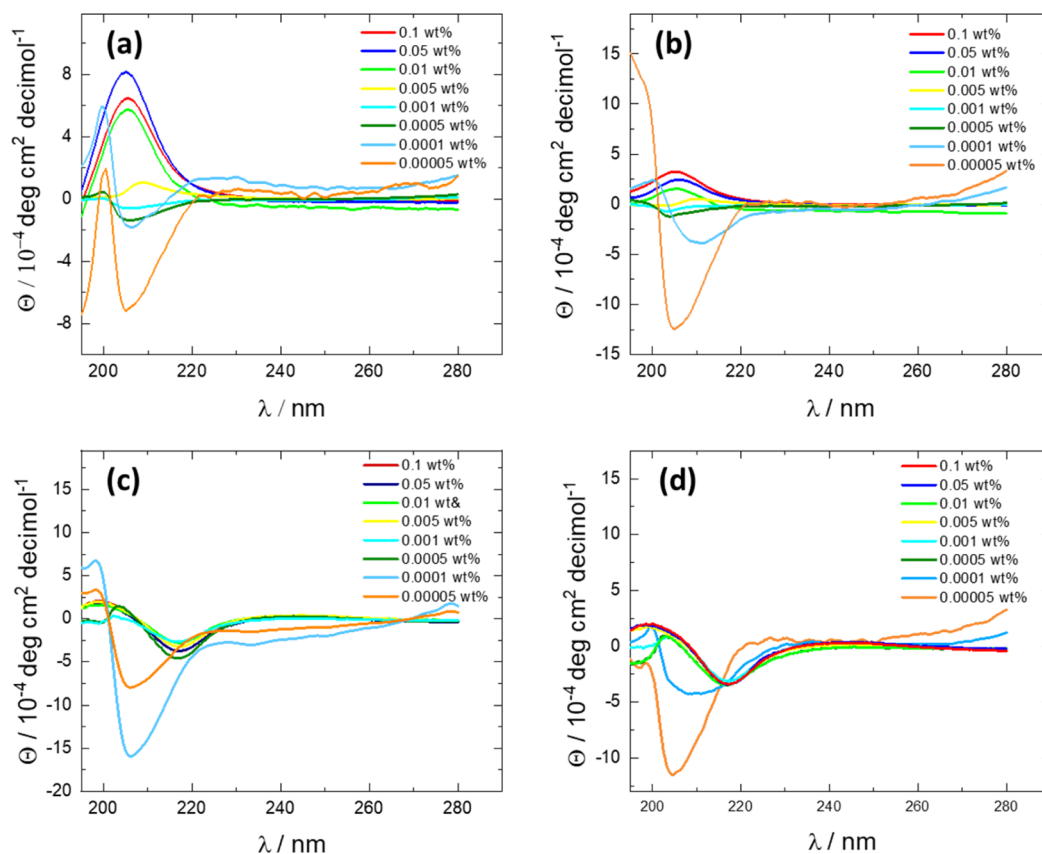 (a)
0.1 wt%
0.05 wt%
0.01 wt%
0.005 wt%
0.001 wt%
0.0005 wt%
0.0001 wt%
0.00005 wt%
8
4
0
-4
-8
Θ / 10⁻⁴ deg cm² decimol⁻¹
200 220 240 260 280
λ / nm
(b)
0.1 wt%
0.05 wt%
0.01 wt%
0.005 wt%
0.001 wt%
0.0005 wt%
0.0001 wt%
0.00005 wt%
15
10
5
0
-5
-10
-15
Θ / 10⁻⁴ deg cm² decimol⁻¹
200 220 240 260 280
λ / nm
(c)
0.1 wt%
0.05 wt%
0.01 wt&
0.005 wt%
0.001 wt%
0.0005 wt%
0.0001 wt%
0.00005 wt%
15
10
5
0
-5
-10
-15
-20
Θ / 10⁻⁴ deg cm² decimol⁻¹
200 220 240 260 280
λ / nm
(d)
0.1 wt%
0.05 wt%
0.01 wt%
0.005 wt%
0.001 wt%
0.0005 wt%
0.0001 wt%
0.00005 wt%
15
10
5
0
-5
-10
Θ / 10⁻⁴ deg cm² decimol⁻¹
200 220 240 260 280
λ / nm